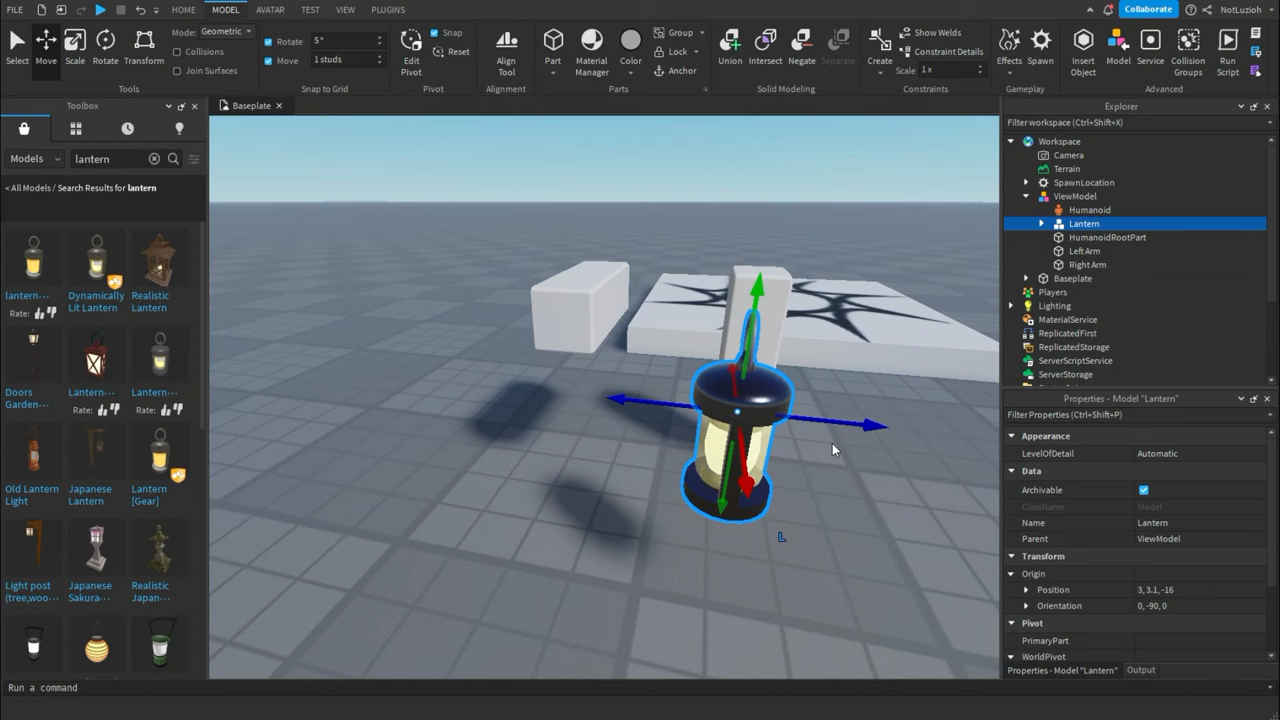 FILE
HOME
MODEL
AVATAR
TEST
VIEW
PLUGINS
Collaborate
NotLuzioh
Select
Move
Scale
Rotate
Transform
Mode: Geometric
Collisions
Join Surfaces
Tools
Rotate 5°
Move 1 studs
Snap to Grid
Edit
Pivot
Snap
Reset
Pivot
Align
Tool
Alignment
Part
Material
Manager
Color
Group
Lock
Anchor
Parts
Union
Intersect
Negate
Separate
Solid Modeling
Create
Show Welds
Constraint Details
Scale 1 x
Constraints
Effects
Spawn
Gameplay
Insert
Object
Model
Service
Collision
Groups
Run
Script
Advanced
Toolbox
Models
lantern
< All Models / Search Results for lantern
lantern...
Rate:
Dynamically
Lit Lantern
Realistic
Lantern
Doors
Garden...
Lantern...
Rate:
Lantern...
Rate:
Old Lantern
Light
Japanese
Lantern
Lantern
[Gear]
Light post
(tree,woo...
Japanese
Sakura...
Realistic
Japan...
Baseplate
L
Explorer
Filter workspace (Ctrl+Shift+X)
Workspace
Camera
Terrain
SpawnLocation
ViewModel
Humanoid
Lantern
HumanoidRootPart
Left Arm
Right Arm
Baseplate
Players
Lighting
MaterialService
ReplicatedFirst
ReplicatedStorage
ServerScriptService
ServerStorage
Properties - Model "Lantern"
Filter Properties (Ctrl+Shift+P)
Appearance
LevelOfDetail Automatic
Data
Archivable
ClassName Model
Name Lantern
Parent ViewModel
Transform
Origin
Position 3, 3.1, -16
Orientation 0, -90, 0
Pivot
PrimaryPart
WorldPivot
Properties - Model "Lantern"
Output
Run a command